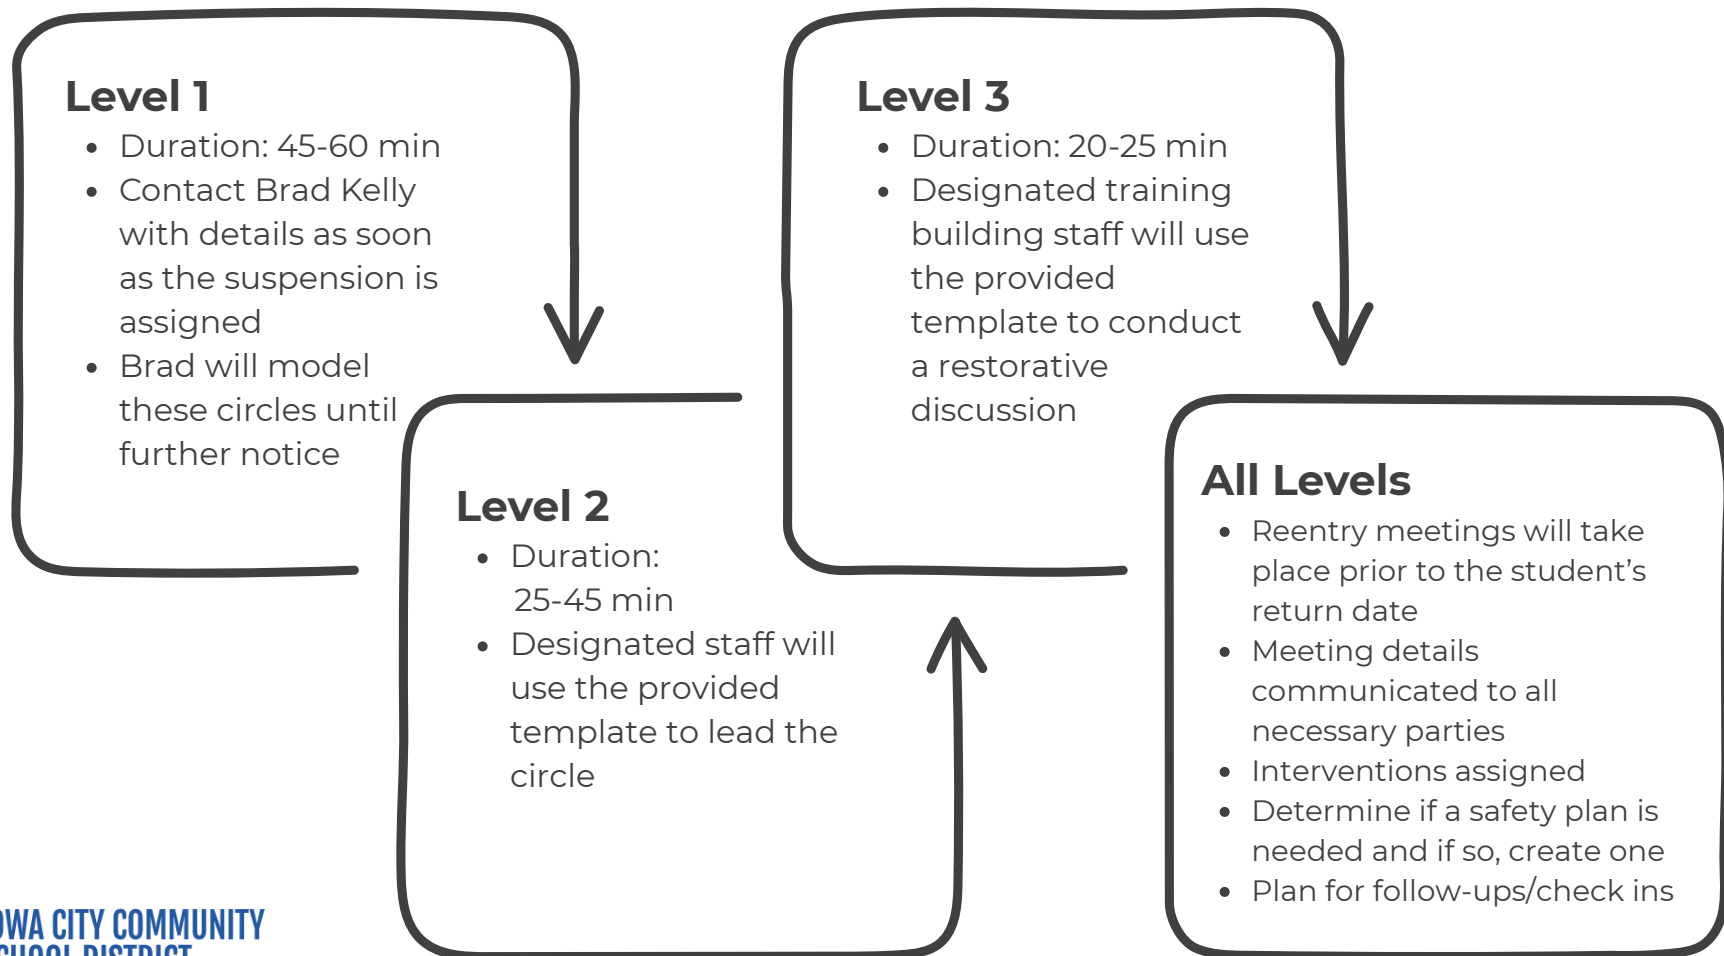 Level 1
• Duration: 45-60 min
• Contact Brad Kelly
with details as soon
as the suspension is
assigned
• Brad will model
these circles until
further notice
Level 2
• Duration:
25-45 min
• Designated staff will
use the provided
template to lead the
circle
Level 3
• Duration: 20-25 min
• Designated training
building staff will use
the provided
template to conduct
a restorative
discussion
All Levels
• Reentry meetings will take
place prior to the student’s
return date
• Meeting details
communicated to all
necessary parties
• Interventions assigned
• Determine if a safety plan is
needed and if so, create one
• Plan for follow-ups/check ins
OWA CITY COMMUNITY
CHOOL DISTRICT